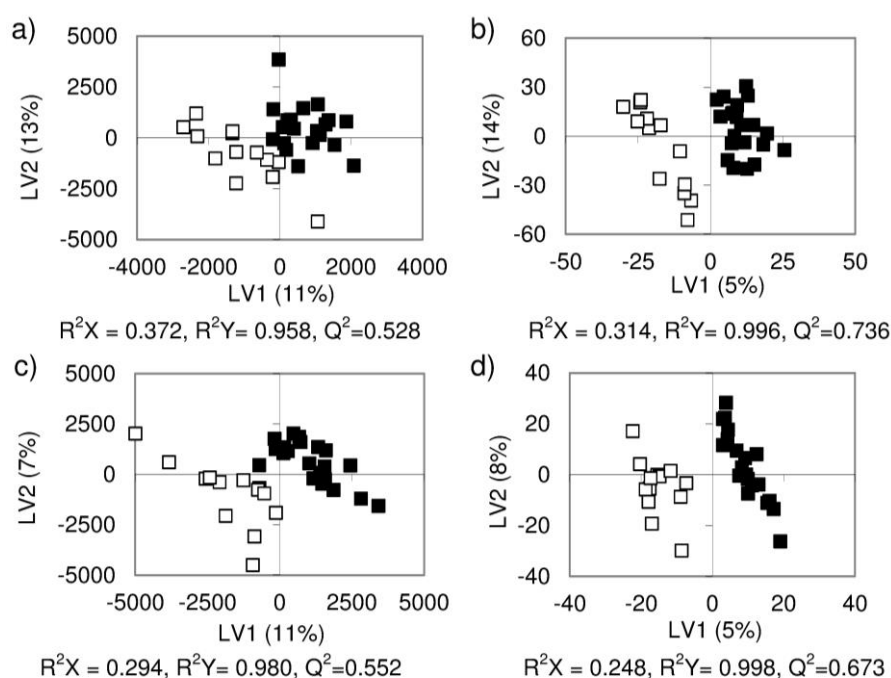 a)
5000
2500
0
-2500
-5000
LV2 (13%)
-4000 -2000 0 2000 4000
LV1 (11%)
R²X = 0.372, R²Y= 0.958, Q²=0.528
b)
60
30
0
-30
-60
LV2 (14%)
-50 -25 0 25 50
LV1 (5%)
R²X = 0.314, R²Y= 0.996, Q²=0.736
c)
5000
2500
0
-2500
-5000
LV2 (7%)
-5000 -2500 0 2500 5000
LV1 (11%)
R²X = 0.294, R²Y= 0.980, Q²=0.552
d)
40
20
0
-20
-40
LV2 (8%)
-40 -20 0 20 40
LV1 (5%)
R²X = 0.248, R²Y= 0.998, Q²=0.673